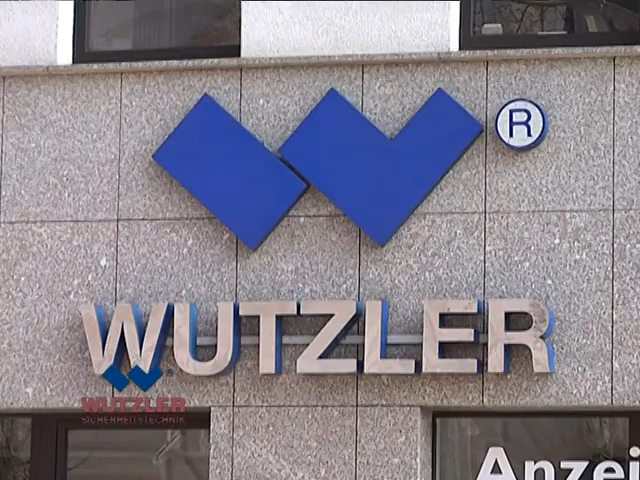 ®
WUTZLER
WUTZLER
SICHERHEITSTECHNIK
Anzei